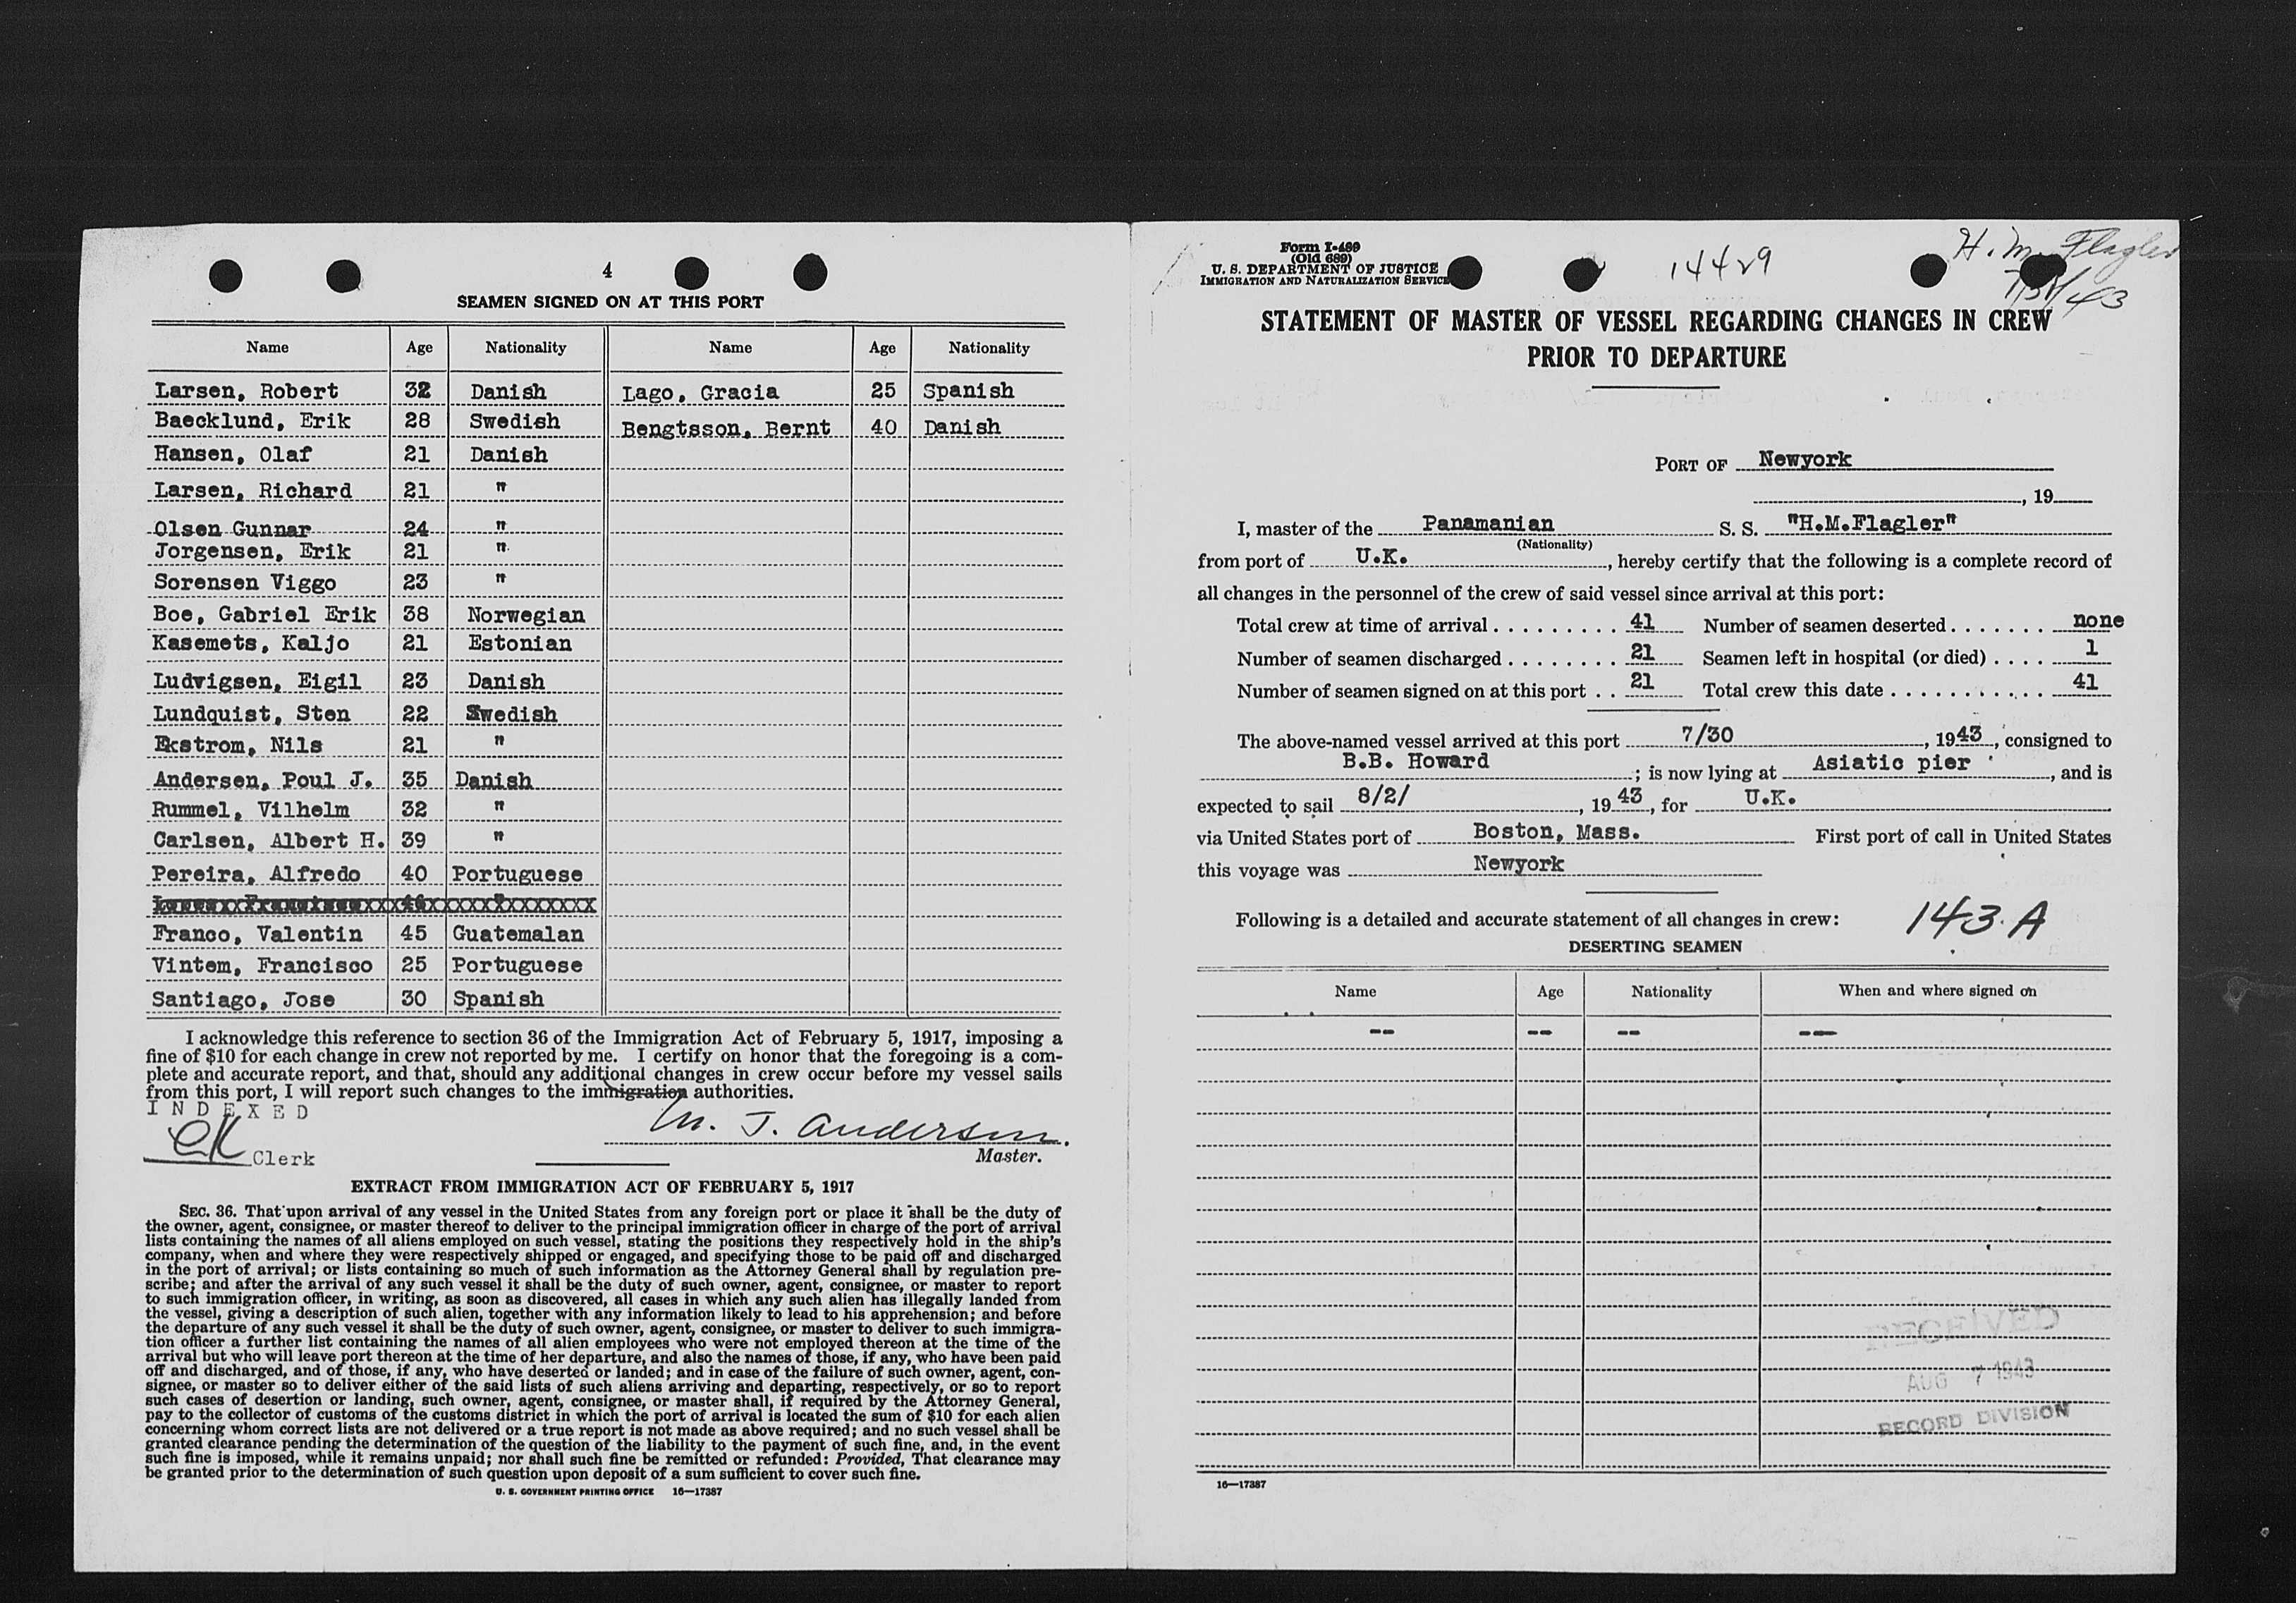 4
SEAMEN SIGNED ON AT THIS PORT
Name Age Nationality Name Age Nationality
Larsen, Robert 32 Danish Lago, Gracia 25 Spanish
Baecklund, Erik 28 Swedish Bengtsson, Bernt 40 Danish
Hansen, Olaf 21 Danish
Larsen, Richard 21 "
Olsen Gunnar 24 "
Jorgensen, Erik 21 "
Sorensen Viggo 23 "
Boe, Gabriel Erik 38 Norwegian
Kasemets, Kaljo 21 Estonian
Ludvigsen, Eigil 23 Danish
Lundquist, Sten 22 Swedish
Ekstrom, Nils 21 "
Andersen, Poul J. 35 Danish
Rummel, Vilhelm 32 "
Carlsen, Albert H. 39 "
Pereira, Alfredo 40 Portuguese
Franco, Valentin 45 Guatemalan
Vintem, Francisco 25 Portuguese
Santiago, Jose 30 Spanish
I acknowledge this reference to section 36 of the Immigration Act of February 5, 1917, imposing a
fine of $10 for each change in crew not reported by me. I certify on honor that the foregoing is a com-
plete and accurate report, and that, should any additional changes in crew occur before my vessel sails
from this port, I will report such changes to the immigration authorities.
INDEXED
CK Clerk
M. J. Andersen.
Master.
EXTRACT FROM IMMIGRATION ACT OF FEBRUARY 5, 1917
SEC. 36. That upon arrival of any vessel in the United States from any foreign port or place it shall be the duty of
the owner, agent, consignee, or master thereof to deliver to the principal immigration officer in charge of the port of arrival
lists containing the names of all aliens employed on such vessel, stating the positions they respectively hold in the ship's
company, when and where they were respectively shipped or engaged, and specifying those to be paid off and discharged
in the port of arrival; or lists containing so much of such information as the Attorney General shall by regulation pre-
scribe; and after the arrival of any such vessel it shall be the duty of such owner, agent, consignee, or master to report
to such immigration officer, in writing, as soon as discovered, all cases in which any such alien has illegally landed from
the vessel, giving a description of such alien, together with any information likely to lead to his apprehension; and before
the departure of any such vessel it shall be the duty of such owner, agent, consignee, or master to deliver to such immigra-
tion officer a further list containing the names of all alien employees who were not employed thereon at the time of the
arrival but who will leave port thereon at the time of her departure, and also the names of those, if any, who have been paid
off and discharged, and of those, if any, who have deserted or landed; and in case of the failure of such owner, agent, con-
signee, or master so to deliver either of the said lists of such aliens arriving and departing, respectively, or so to report
such cases of desertion or landing, such owner, agent, consignee, or master shall, if required by the Attorney General,
pay to the collector of customs of the customs district in which the port of arrival is located the sum of $10 for each alien
concerning whom correct lists are not delivered or a true report is not made as above required; and no such vessel shall be
granted clearance pending the determination of the question of the liability to the payment of such fine, and, in the event
such fine is imposed, while it remains unpaid; nor shall such fine be remitted or refunded: Provided, That clearance may
be granted prior to the determination of such question upon deposit of a sum sufficient to cover such fine.
U. S. GOVERNMENT PRINTING OFFICE 16—17387
Form I-489
(Old 689)
U. S. DEPARTMENT OF JUSTICE
IMMIGRATION AND NATURALIZATION SERVICE
14429
H. M. Flagler
7/31/43
STATEMENT OF MASTER OF VESSEL REGARDING CHANGES IN CREW
PRIOR TO DEPARTURE
PORT OF Newyork
, 19
I, master of the Panamanian S. S. "H.M.Flagler"
(Nationality)
from port of U.K. , hereby certify that the following is a complete record of
all changes in the personnel of the crew of said vessel since arrival at this port:
Total crew at time of arrival . . . . . . . . . 41 Number of seamen deserted . . . . . . . none
Number of seamen discharged . . . . . . . . 21 Seamen left in hospital (or died) . . . . 1
Number of seamen signed on at this port . . 21 Total crew this date . . . . . . . . . . . . 41
The above-named vessel arrived at this port 7/30 , 1943, consigned to
B.B. Howard ; is now lying at Asiatic pier , and is
expected to sail 8/2/ , 1943, for U.K.
via United States port of Boston, Mass. First port of call in United States
this voyage was Newyork
Following is a detailed and accurate statement of all changes in crew: 143 A
DESERTING SEAMEN
Name Age Nationality When and where signed on
-- -- -- ---
RECEIVED
AUG 7 1943
RECORD DIVISION
16—17387